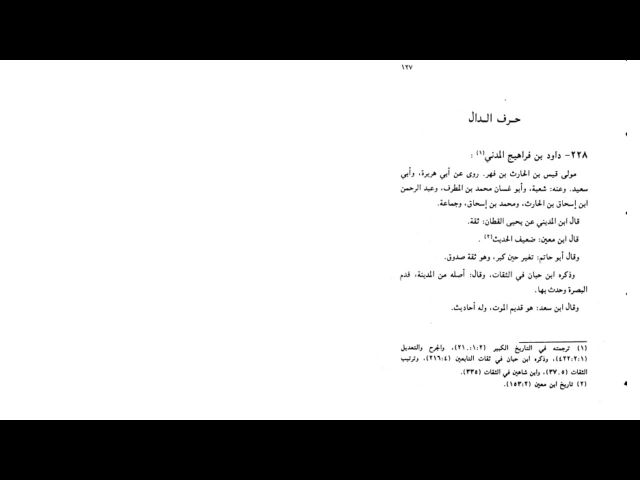 ١٢٧
حرف الدال
٢٢٨- داود بن فراهيج المدني(١) :
مولى قيس بن الحارث بن فهر. روى عن أبي هريرة، وأبي
سعيد. وعنه: شعبة، وأبو غسان محمد بن المطرف، وعبد الرحمن
ابن إسحاق بن الحارث، ومحمد بن إسحاق، وجماعة.
قال ابن المديني عن يحيى القطان: ثقة.
قال ابن معين: ضعيف الحديث(٢) .
وقال أبو حاتم: تغير حين كبر، وهو ثقة صدوق.
وذكره ابن حبان في الثقات، وقال: أصله من المدينة، قدم
البصرة وحدث بها.
وقال ابن سعد: هو قديم الموت، وله أحاديث.
(١) ترجمته في التاريخ الكبير (٢١٠:١:٢)، والجرح والتعديل
(٤٢٢:٢:١)، وذكره ابن حبان في ثقات التابعين (٢١٦:٤)، وترتيب
الثقات (٣٧٠٥)، وابن شاهين في الثقات (٣٣٥).
(٢) تاريخ ابن معين (١٥٣:٢).